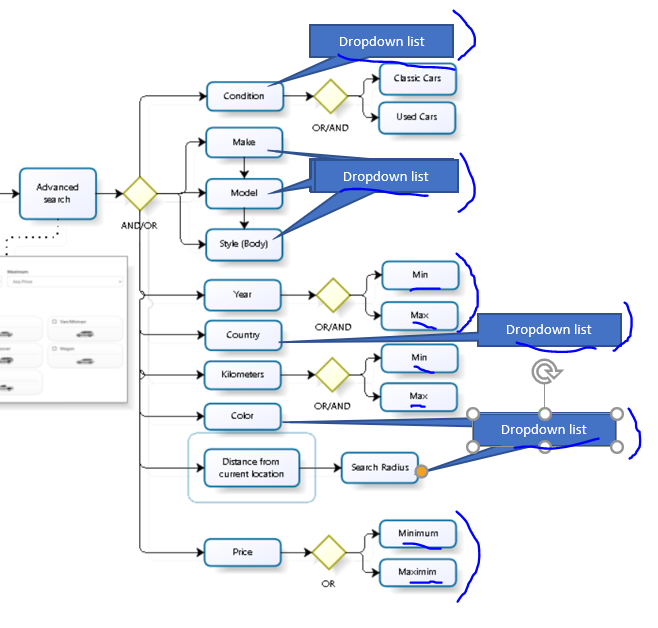 Dropdown list
Condition
Classic Cars
Used Cars
OR/AND
Make
Model
Style (Body)
Dropdown list
Advanced
search
AND/OR
Maximum
Any Price
Van/Minivan
Wagon
Year
OR/AND
Min
Max
Country
Dropdown list
Kilometers
OR/AND
Min
Max
Color
Dropdown list
Distance from
current location
Search Radius
Price
OR
Minimum
Maximim